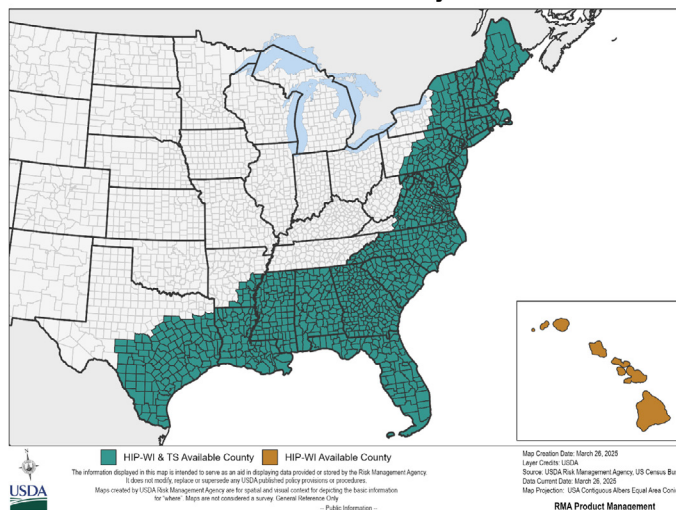 HIP-WI & TS Available County
HIP-WI Available County
The information displayed in this map is intended to serve as an aid in displaying data provided or stored by the Risk Management Agency.
It does not modify, replace or supersede any USDA published policy provisions or procedures.
Maps created by USDA Risk Management Agency are for spatial and visual context for depicting the basic information
for "where". Maps are not considered a survey. General Reference Only
-- Public Information --
USDA
Map Creation Date: March 26, 2025
Layer Credits: USDA
Source: USDA Risk Management Agency, US Census
Data Current Date: March 26, 2025
Map Projection: USA Contiguous Albers Equal Area
RMA Product Management